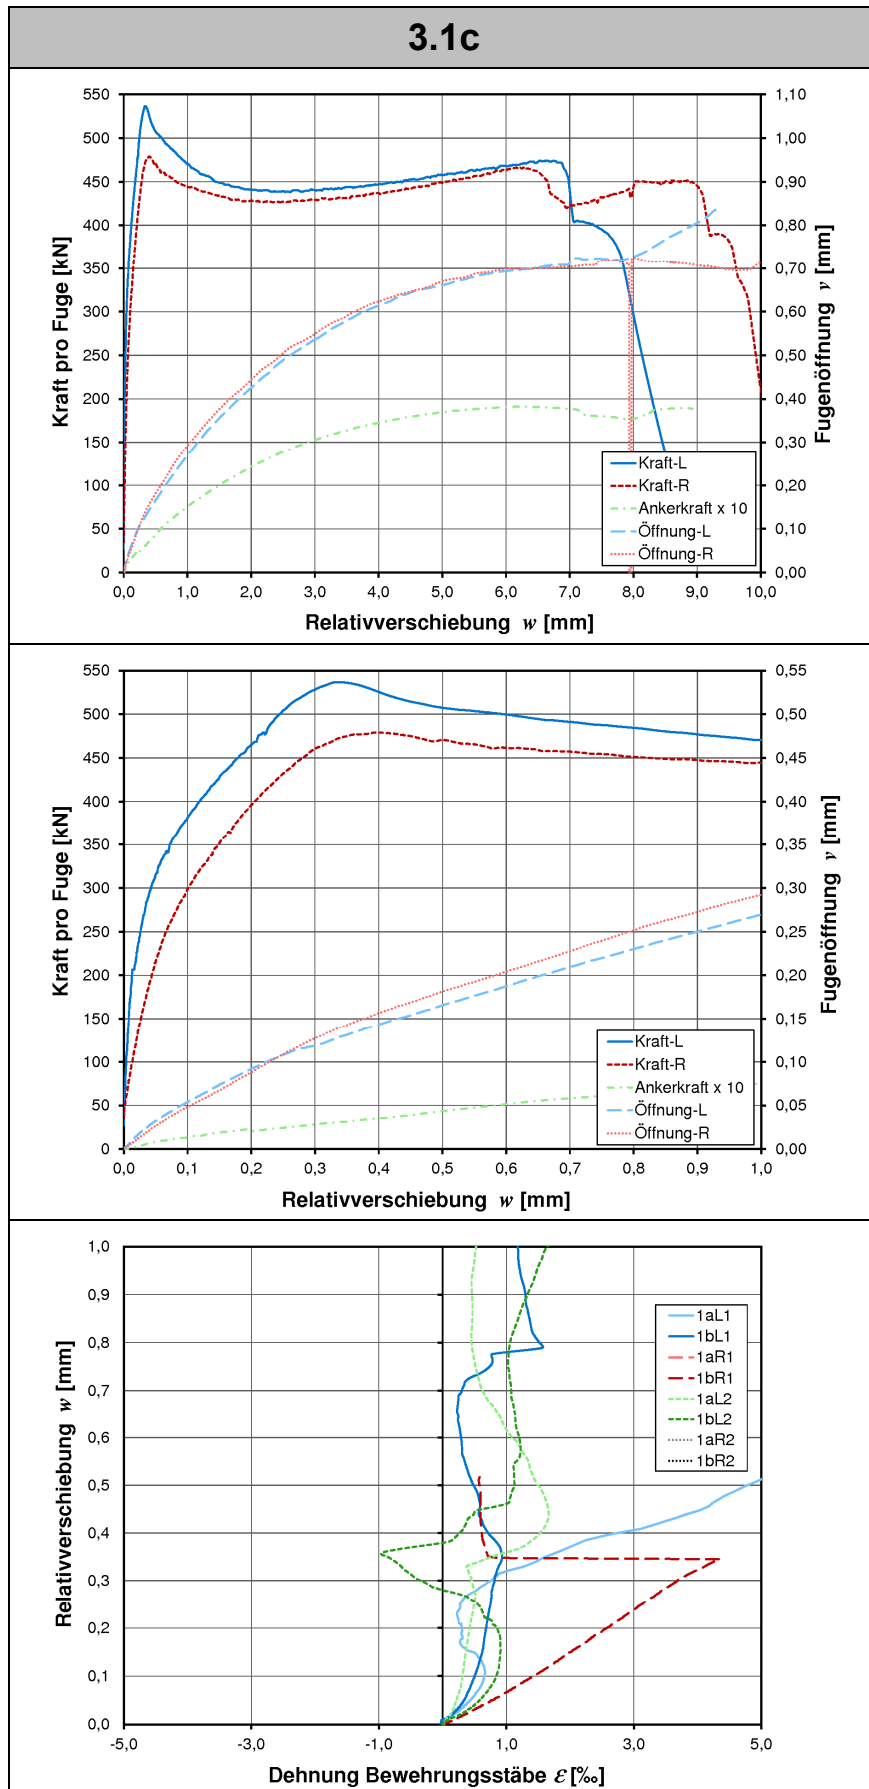 3.1c
550 500 450 400 350 300 250 200 150 100 50 0
Kraft pro Fuge [kN]
1,10 1,00 0,90 0,80 0,70 0,60 0,50 0,40 0,30 0,20 0,10 0,00
Fugenöffnung v [mm]
Kraft-L
Kraft-R
Ankerkraft x 10
Öffnung-L
Öffnung-R
0,0 1,0 2,0 3,0 4,0 5,0 6,0 7,0 8,0 9,0 10,0
Relativverschiebung w [mm]
550 500 450 400 350 300 250 200 150 100 50 0
Kraft pro Fuge [kN]
0,55 0,50 0,45 0,40 0,35 0,30 0,25 0,20 0,15 0,10 0,05 0,00
Fugenöffnung v [mm]
Kraft-L
Kraft-R
Ankerkraft x 10
Öffnung-L
Öffnung-R
0,0 0,1 0,2 0,3 0,4 0,5 0,6 0,7 0,8 0,9 1,0
Relativverschiebung w [mm]
1,0 0,9 0,8 0,7 0,6 0,5 0,4 0,3 0,2 0,1 0,0
Relativverschiebung w [mm]
1aL1
1bL1
1aR1
1bR1
1aL2
1bL2
1aR2
1bR2
-5,0 -3,0 -1,0 1,0 3,0 5,0
Dehnung Bewehrungsstäbe ε [‰]